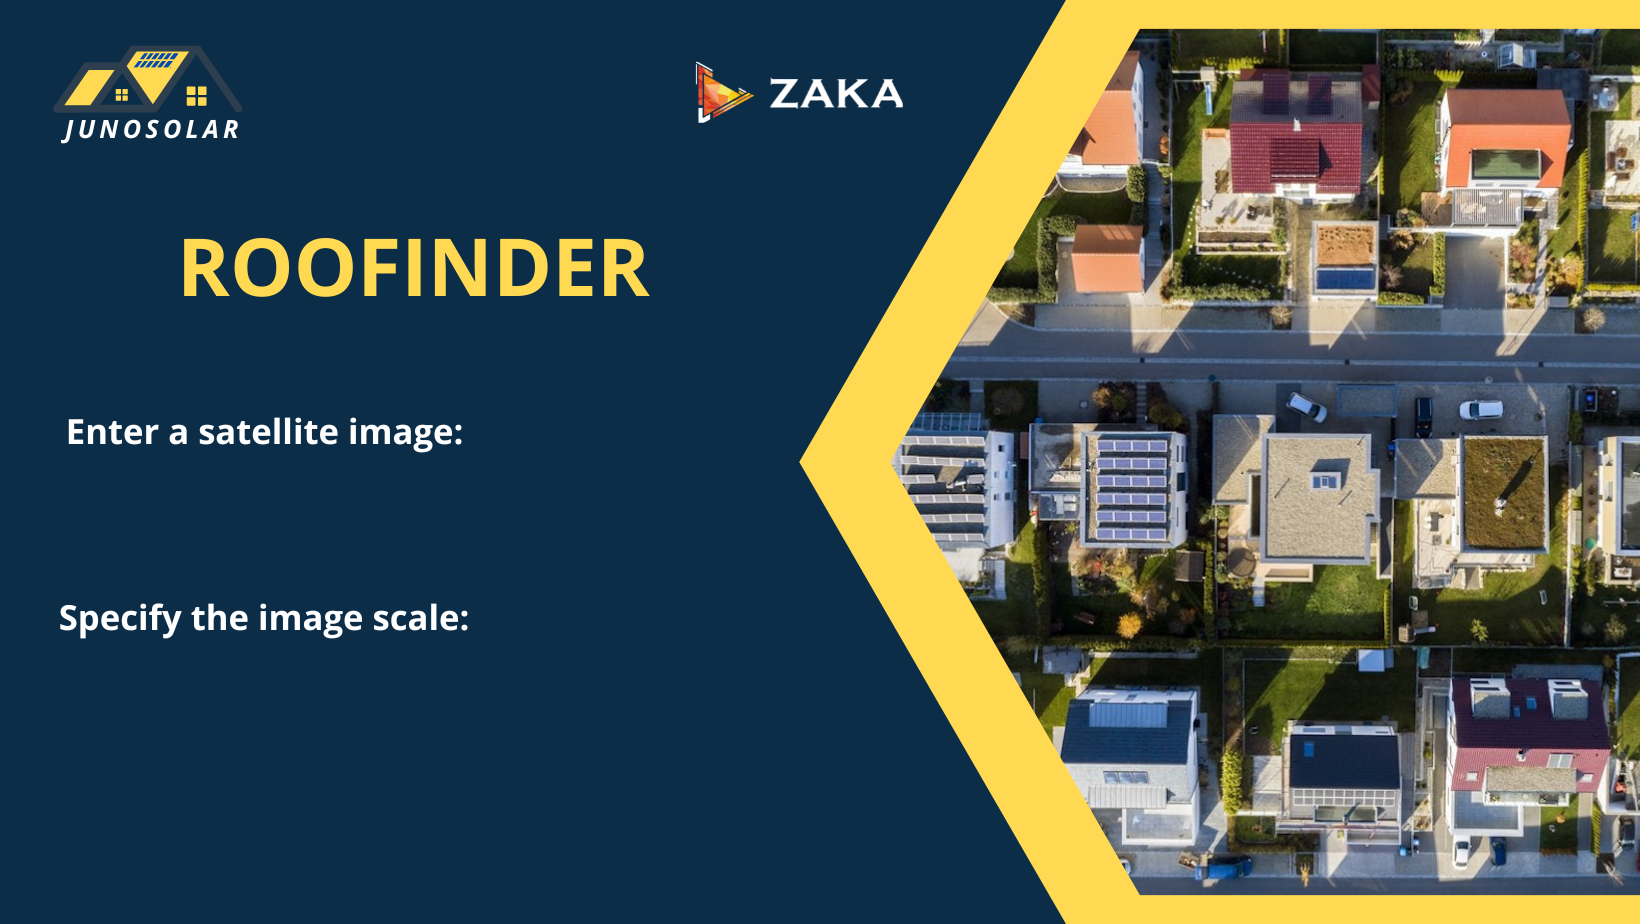 JUNOSOLAR
ZAKA
ROOFINDER
Enter a satellite image:
Specify the image scale: